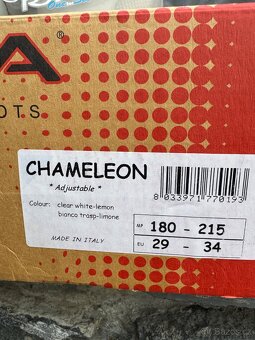 A
OTS
CHAMELEON
* Adjustable *
Colour: clear white-lemon
bianco trasp-limone
MADE IN ITALY
8 033971 770193
MP 180 - 215
EU 29 - 34